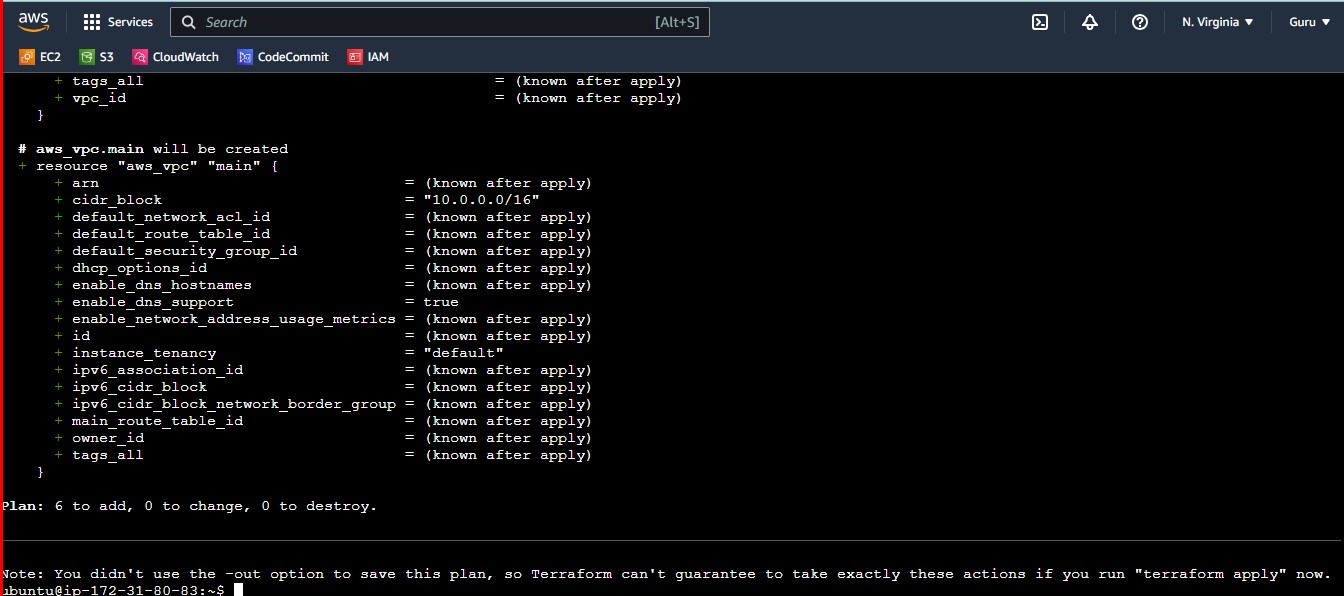 aws Services Search [Alt+S] N. Virginia Guru
EC2 S3 CloudWatch CodeCommit IAM
+ tags_all = (known after apply)
+ vpc_id = (known after apply)
}
# aws_vpc.main will be created
+ resource "aws_vpc" "main" {
+ arn = (known after apply)
+ cidr_block = "10.0.0.0/16"
+ default_network_acl_id = (known after apply)
+ default_route_table_id = (known after apply)
+ default_security_group_id = (known after apply)
+ dhcp_options_id = (known after apply)
+ enable_dns_hostnames = (known after apply)
+ enable_dns_support = true
+ enable_network_address_usage_metrics = (known after apply)
+ id = (known after apply)
+ instance_tenancy = "default"
+ ipv6_association_id = (known after apply)
+ ipv6_cidr_block = (known after apply)
+ ipv6_cidr_block_network_border_group = (known after apply)
+ main_route_table_id = (known after apply)
+ owner_id = (known after apply)
+ tags_all = (known after apply)
}
Plan: 6 to add, 0 to change, 0 to destroy.
Note: You didn't use the -out option to save this plan, so Terraform can't guarantee to take exactly these actions if you run "terraform apply" now.
ubuntu@ip-172-31-80-83:~$